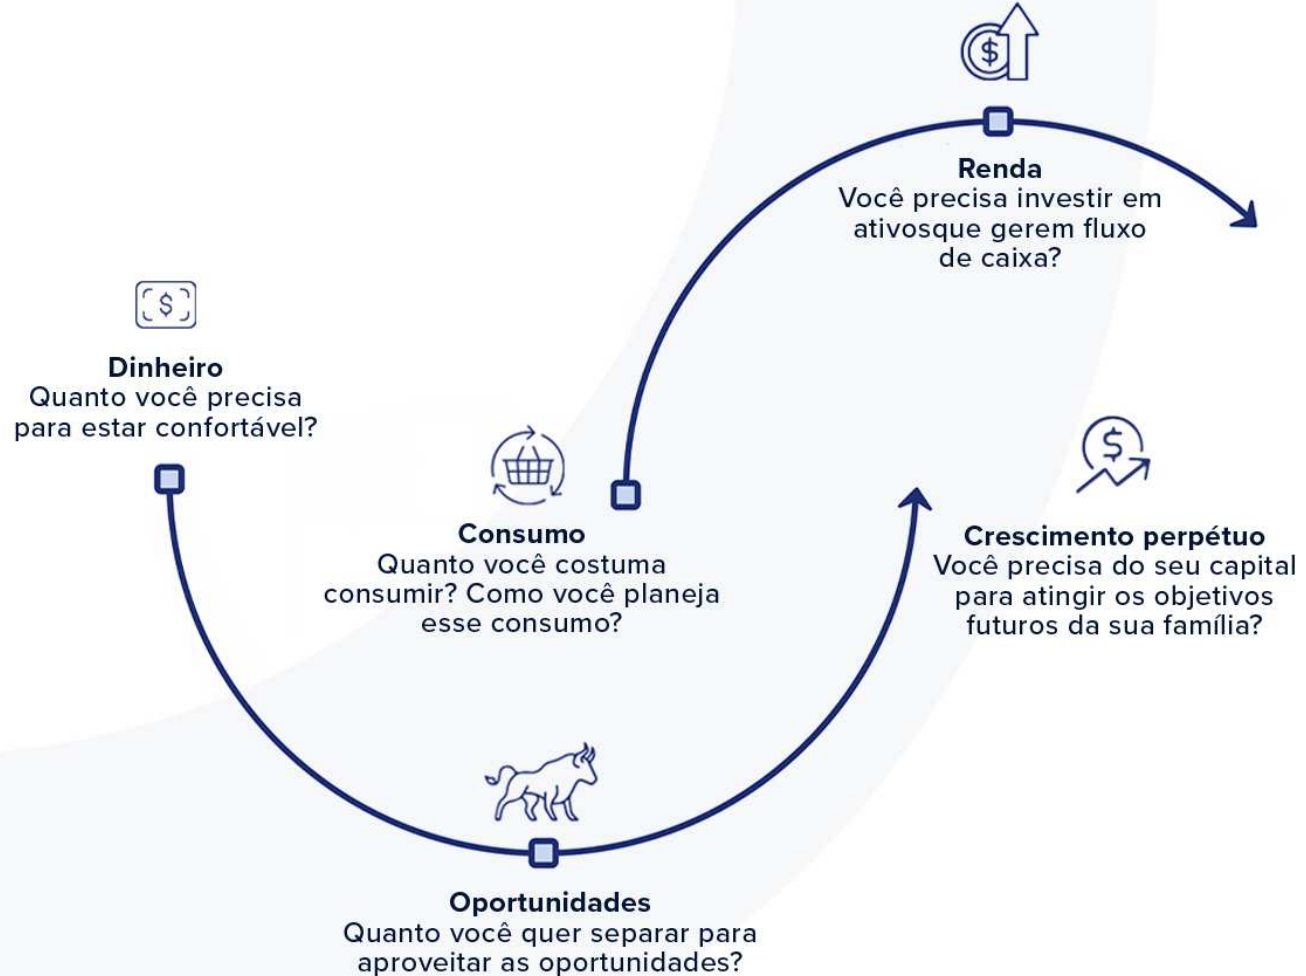 Dinheiro
Quanto você precisa
para estar confortável?
Consumo
Quanto você costuma
consumir? Como você planeja
esse consumo?
Oportunidades
Quanto você quer separar para
aproveitar as oportunidades?
Renda
Você precisa investir em
ativosque gerem fluxo
de caixa?
Crescimento perpétuo
Você precisa do seu capital
para atingir os objetivos
futuros da sua família?